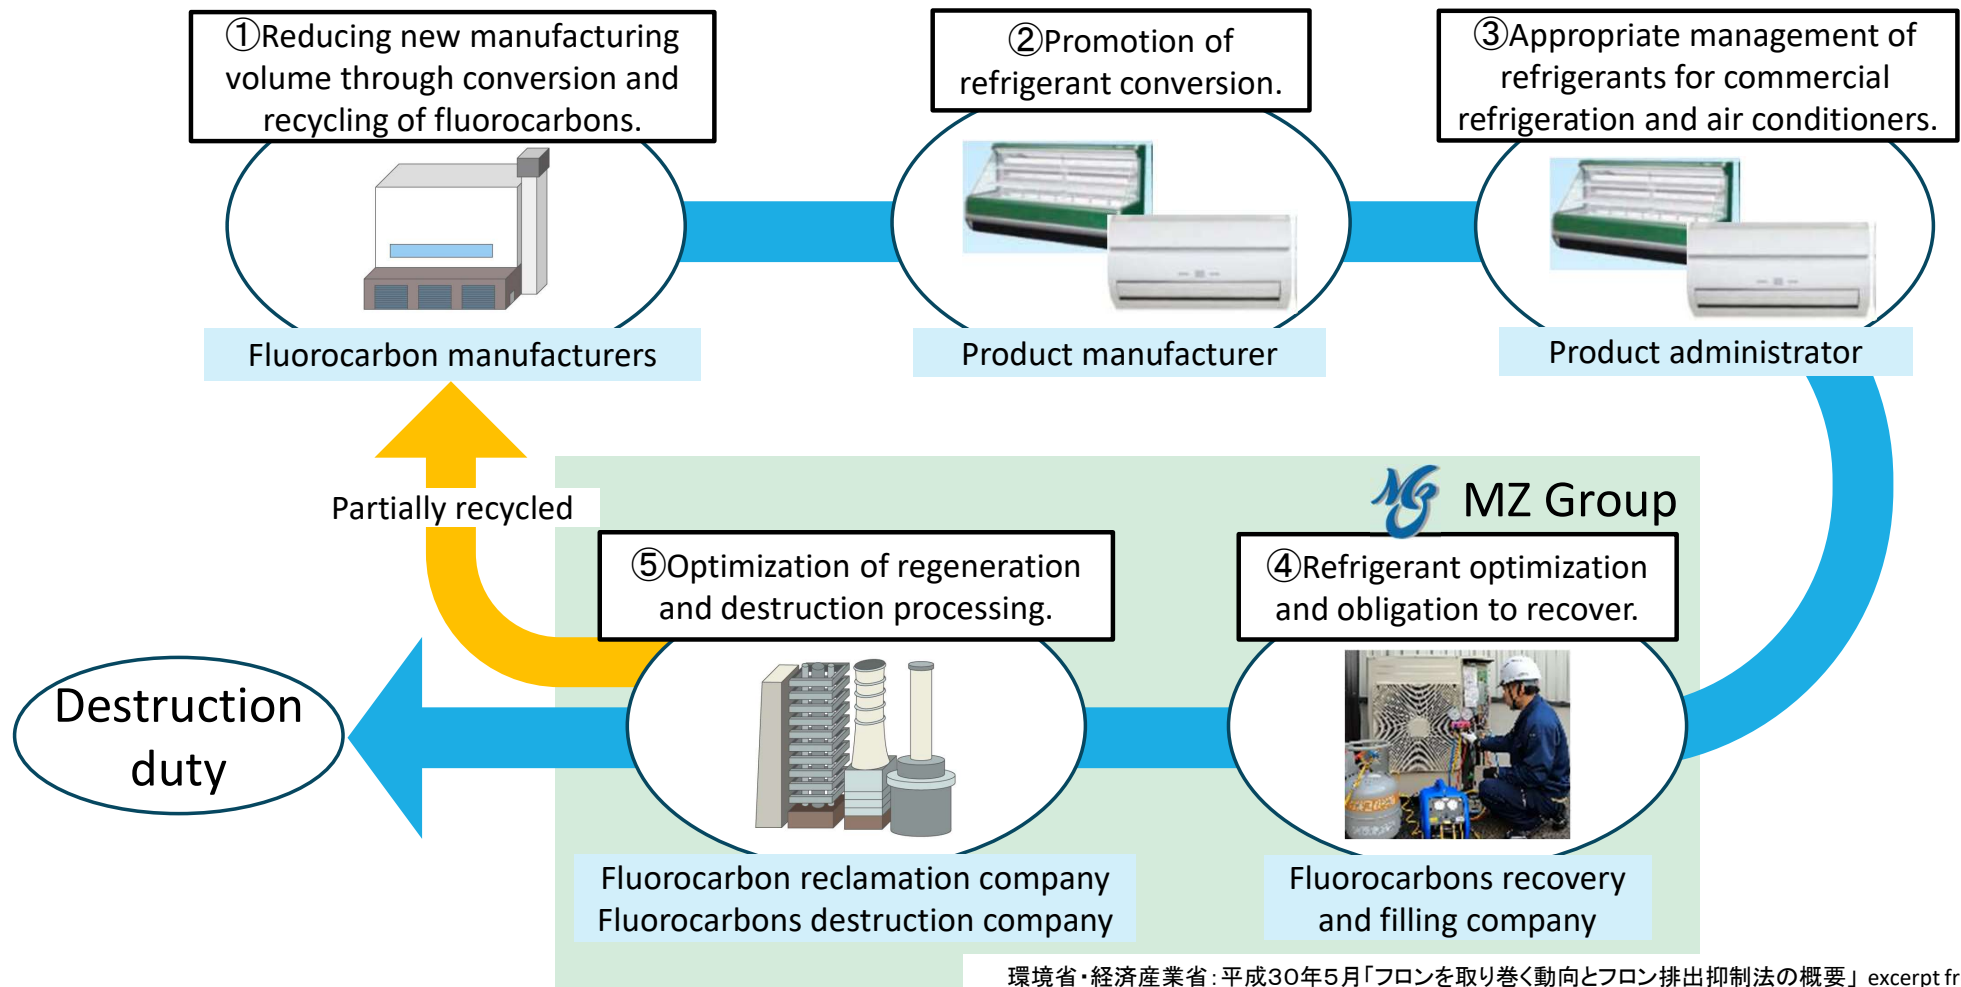 ①Reducing new manufacturing
volume through conversion and
recycling of fluorocarbons.
②Promotion of
refrigerant conversion.
③Appropriate management of
refrigerants for commercial
refrigeration and air conditioners.
Fluorocarbon manufacturers
Product manufacturer
Product administrator
Partially recycled
MZ Group
⑤Optimization of regeneration
and destruction processing.
④Refrigerant optimization
and obligation to recover.
Destruction
duty
Fluorocarbon reclamation company
Fluorocarbons destruction company
Fluorocarbons recovery
and filling company
環境省・経済産業省：平成30年5月「フロンを取り巻く動向とフロン排出抑制法の概要」 excerpt fr